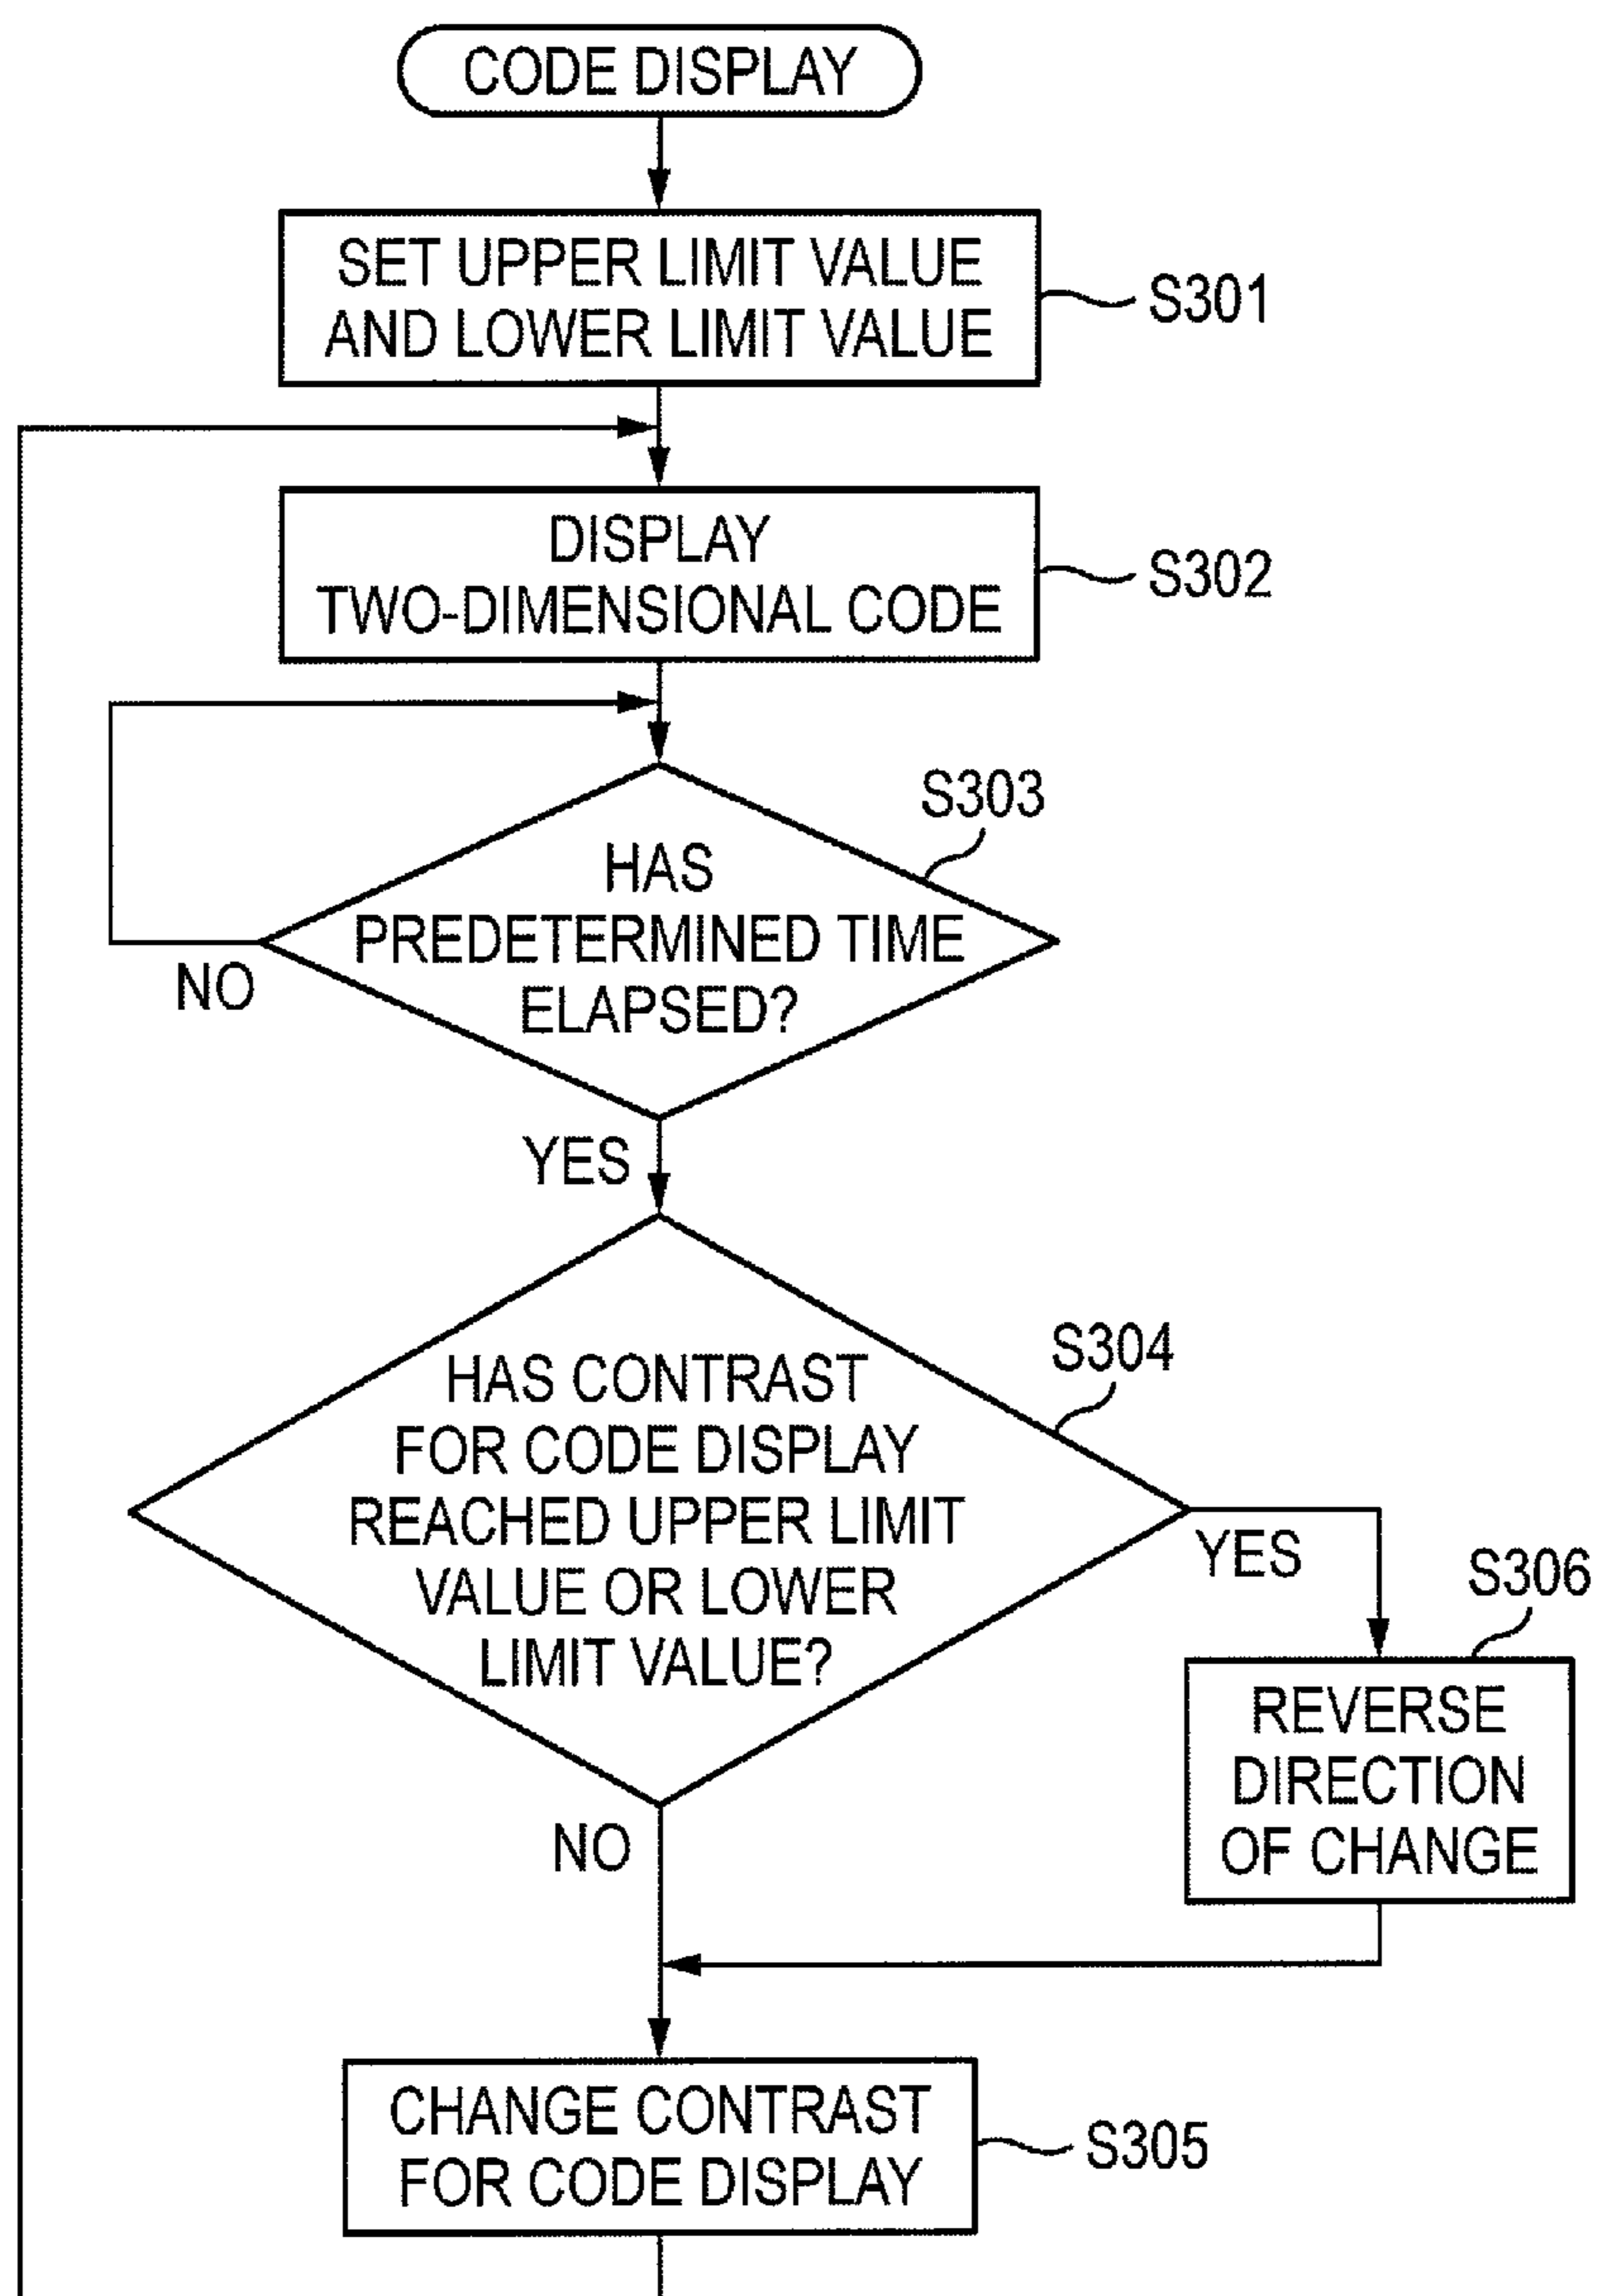 CODE DISPLAY
SET UPPER LIMIT VALUE
AND LOWER LIMIT VALUE
S301
DISPLAY
TWO-DIMENSIONAL CODE
S302
S303
HAS
PREDETERMINED TIME
ELAPSED?
NO
YES
S304
HAS CONTRAST
FOR CODE DISPLAY
REACHED UPPER LIMIT
VALUE OR LOWER
LIMIT VALUE?
YES
S306
REVERSE
DIRECTION
OF CHANGE
NO
CHANGE CONTRAST
FOR CODE DISPLAY
S305